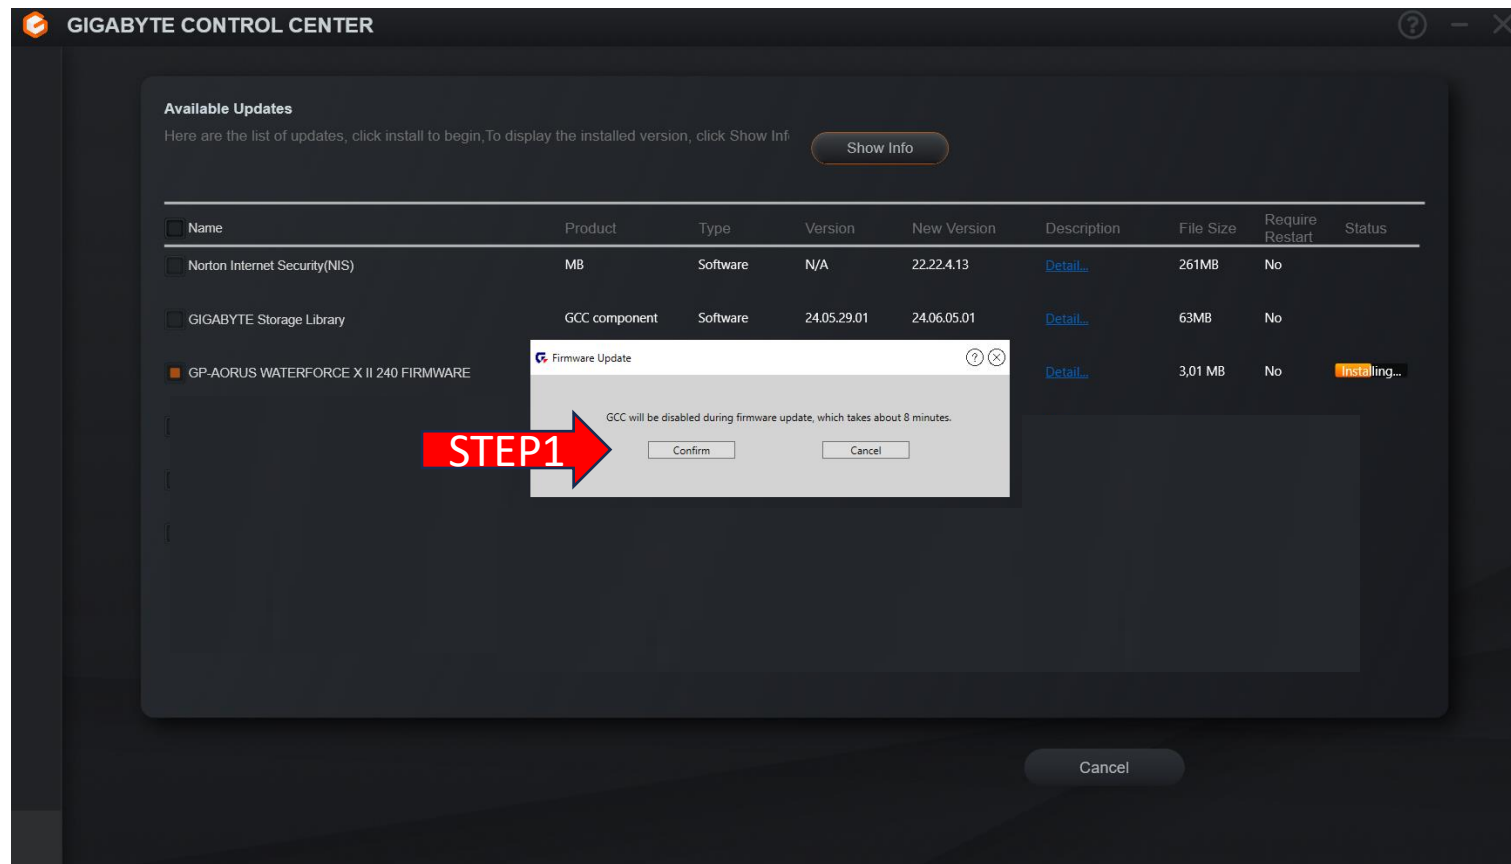 GIGABYTE CONTROL CENTER
Available Updates
Here are the list of updates, click install to begin,To display the installed version, click Show Inf
Show Info
Name Product Type Version New Version Description File Size Require Restart Status
Norton Internet Security(NIS) MB Software N/A 22.22.4.13 Detail... 261MB No
GIGABYTE Storage Library GCC component Software 24.05.29.01 24.06.05.01 Detail... 63MB No
GP-AORUS WATERFORCE X II 240 FIRMWARE Detail... 3,01 MB No Installing...
Firmware Update
GCC will be disabled during firmware update, which takes about 8 minutes.
STEP1
Confirm Cancel
Cancel